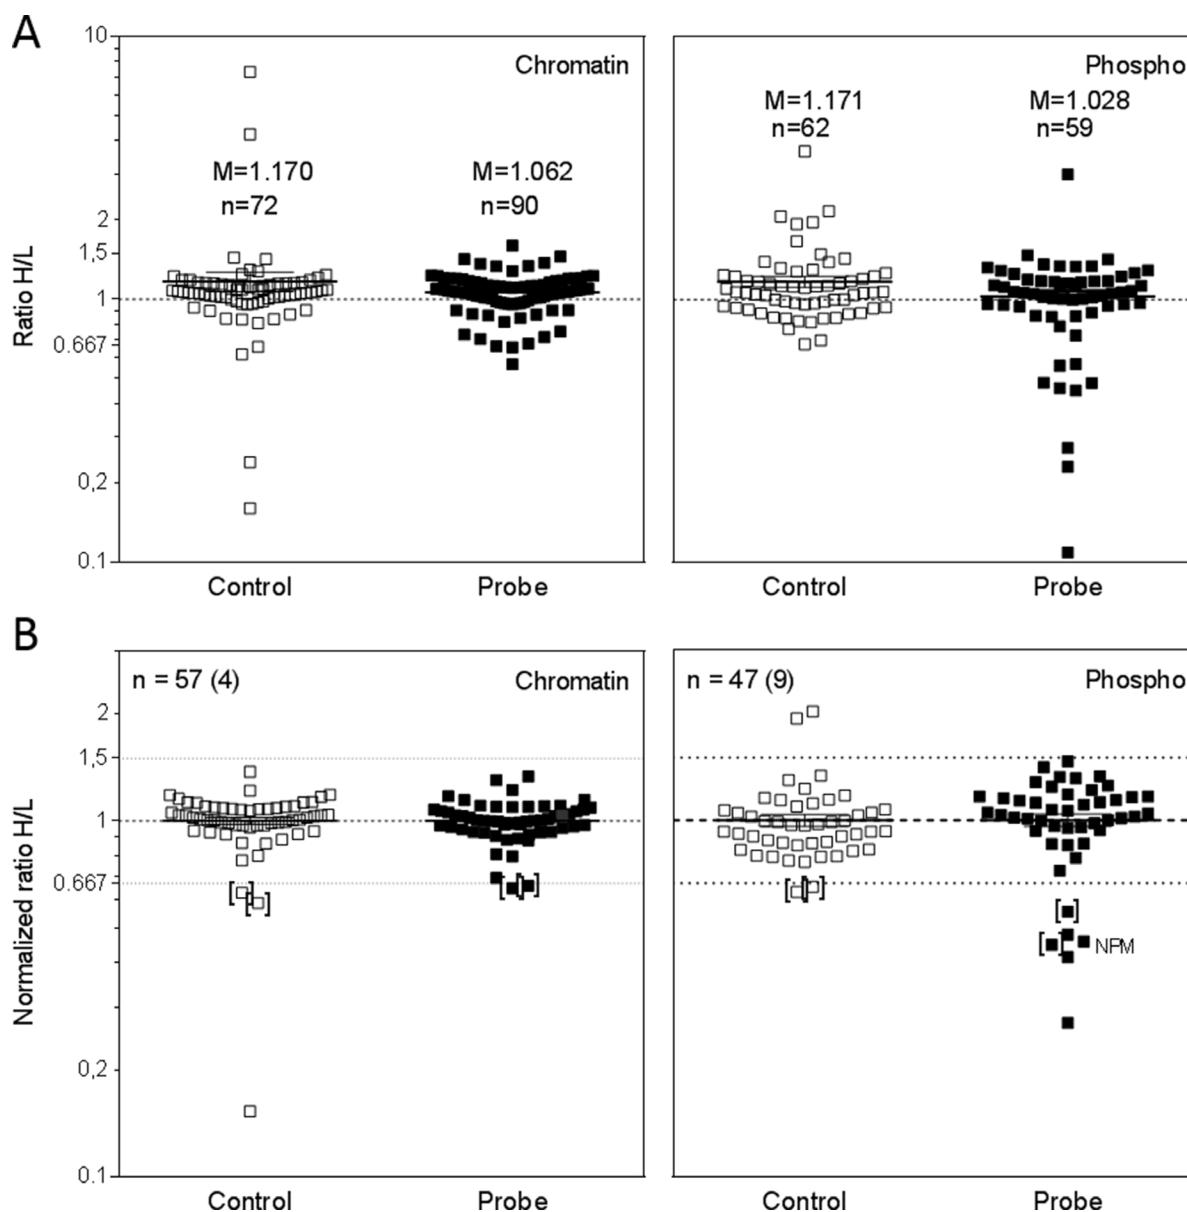 A
10
2
1,5
1
0.667
0,2
0.1
Ratio H/L
Chromatin
M=1.170
n=72
M=1.062
n=90
Control
Probe
Phospho
M=1.171
n=62
M=1.028
n=59
Control
Probe
B
2
1,5
1
0.667
0,2
0.1
Normalized ratio H/L
n = 57 (4)
Chromatin
Control
Probe
n = 47 (9)
Phospho
NPM
Control
Probe